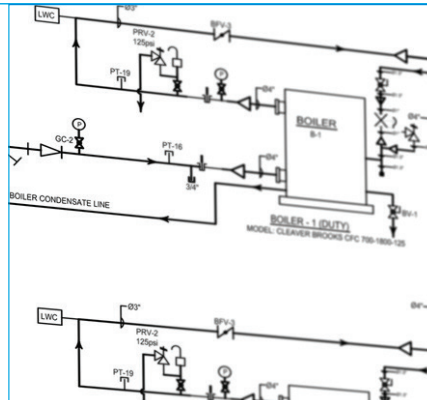 LWC
Ø3"
BFV-3
PRV-2
125psi
P
PT-19
Ø4"
BOILER
B-1
Ø4"
P
GC-2
PT-16
Ø4"
3/4"
BOILER CONDENSATE LINE
BV-1
BOILER - 1 (DUTY)
MODEL: CLEAVER BROOKS CFC 700-1800-125
LWC
Ø3"
BFV-3
Ø4"
PRV-2
125psi
PT-19
P
Ø4"